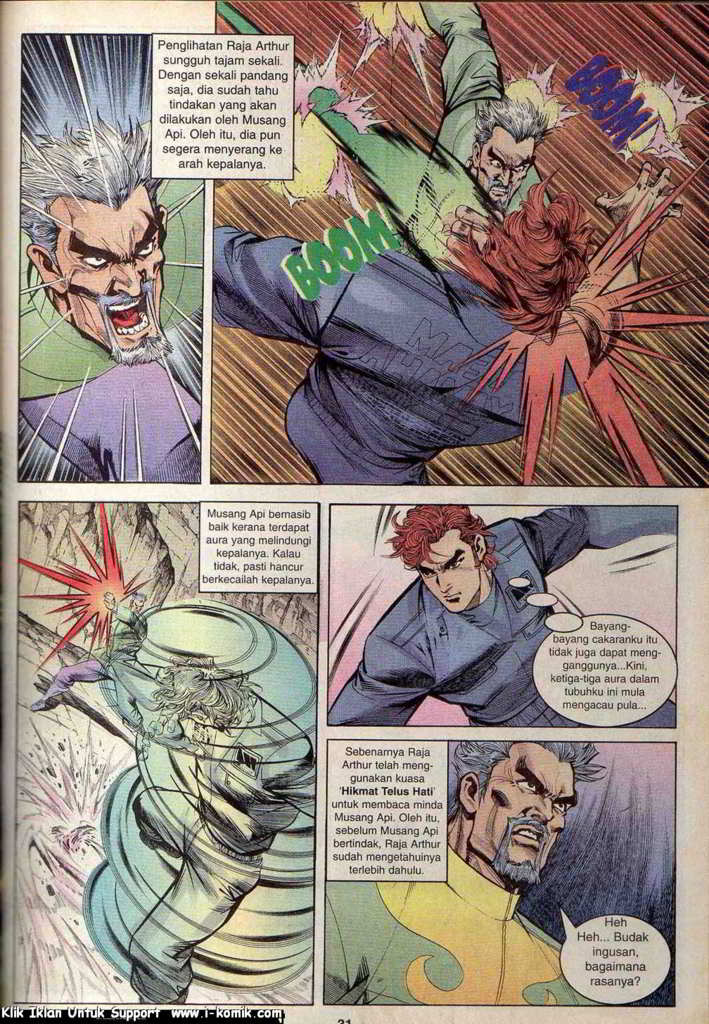 Penglihatan Raja Arthur
sungguh tajam sekali.
Dengan sekali pandang
saja, dia sudah tahu
tindakan yang akan
dilakukan oleh Musang
Api. Oleh itu, dia pun
segera menyerang ke
arah kepalanya.
BOOM
BOOM
BOOM
Musang Api bernasib
baik kerana terdapat
aura yang melindungi
kepalanya. Kalau
tidak, pasti hancur
berkecailah kepalanya.
Bayang-
bayang cakaranku itu
tidak juga dapat meng-
ganggunya...Kini,
ketiga-tiga aura dalam
tubuhku ini mula
mengacau pula...
Sebenarnya Raja
Arthur telah meng-
gunakan kuasa
'Hikmat Telus Hati'
untuk membaca minda
Musang Api. Oleh itu,
sebelum Musang Api
bertindak, Raja Arthur
sudah mengetahuinya
terlebih dahulu.
Heh
Heh... Budak
ingusan,
bagaimana
rasanya?
Klik Iklan Untuk Support www.i-komik.com